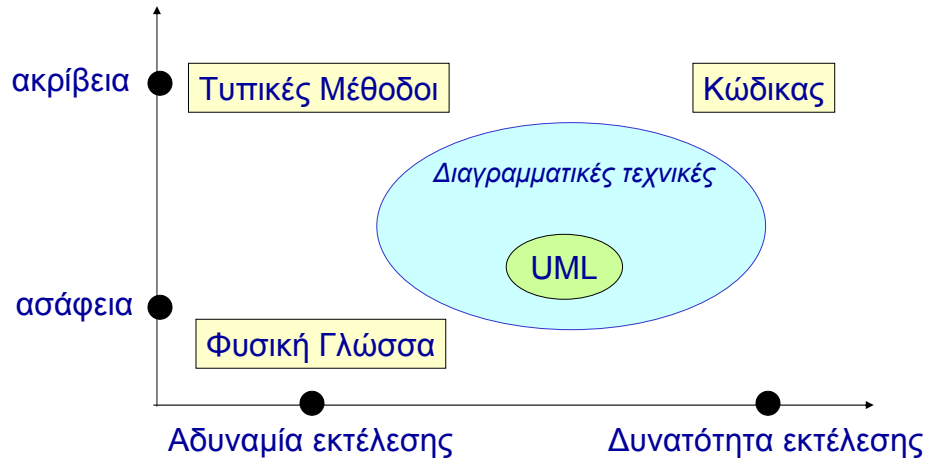 ακρίβεια
Τυπικές Μέθοδοι
Κώδικας
Διαγραμματικές τεχνικές
UML
ασάφεια
Φυσική Γλώσσα
Αδυναμία εκτέλεσης
Δυνατότητα εκτέλεσης